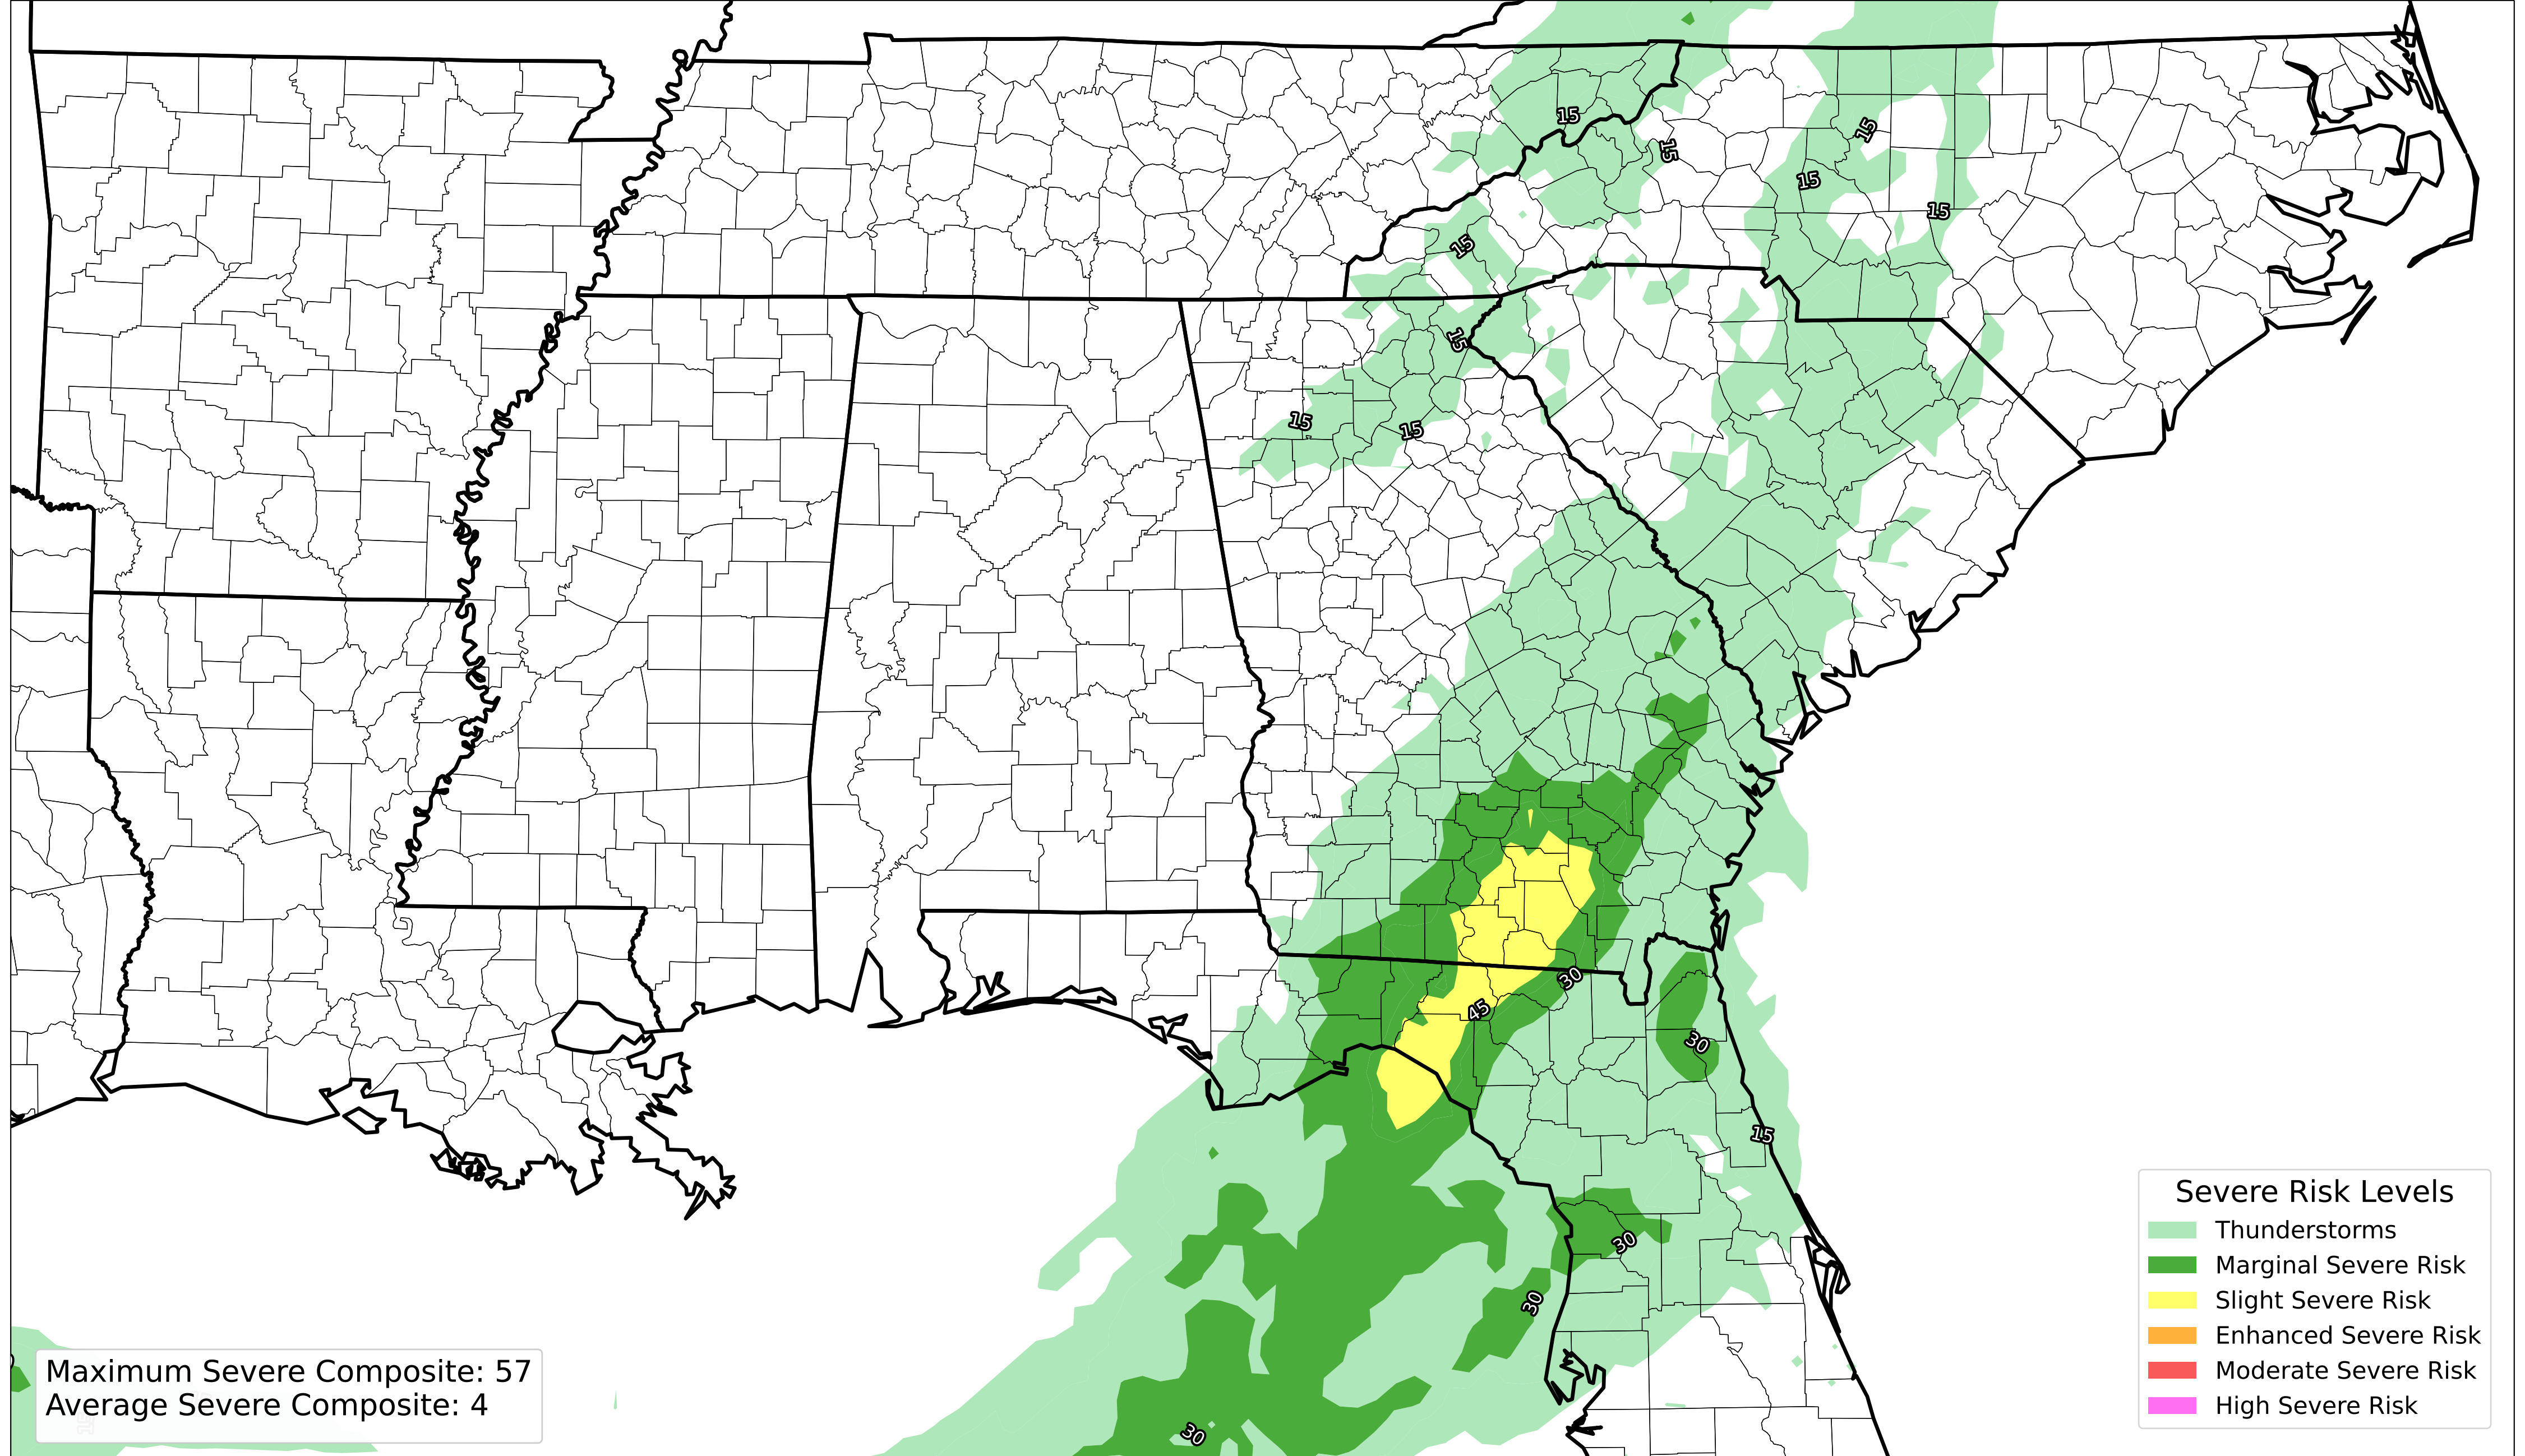 15
15
15
15
15
15
15
15
15
30
45
30
15
30
30
30
Severe Risk Levels
Thunderstorms
Marginal Severe Risk
Slight Severe Risk
Enhanced Severe Risk
Moderate Severe Risk
High Severe Risk
Maximum Severe Composite: 57
Average Severe Composite: 4